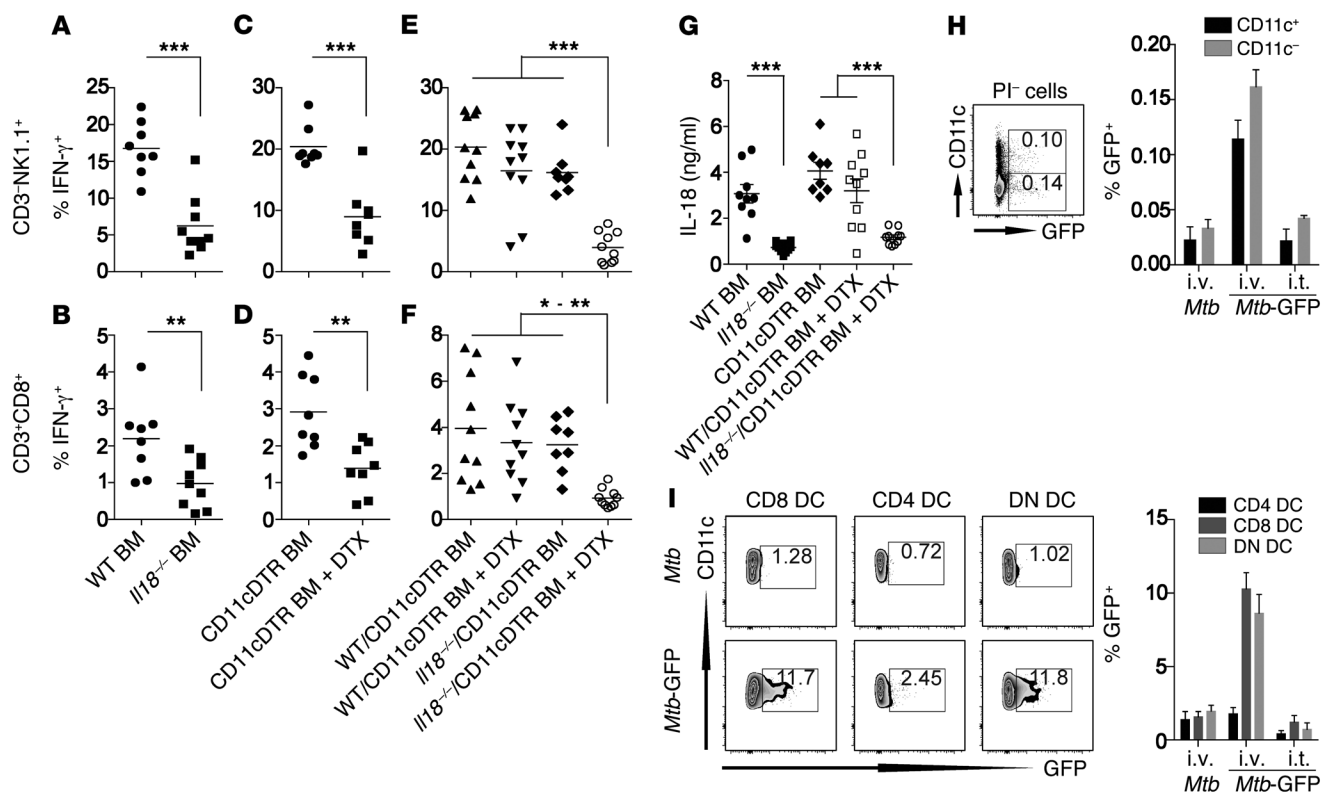 A
***
CD3⁻NK1.1⁺
% IFN-γ⁺
25
20
15
10
5
0
C
***
30
20
10
0
E
***
30
20
10
0
B
**
CD3⁺CD8⁺
% IFN-γ⁺
5
4
3
2
1
0
WT BM
Il18⁻/⁻ BM
D
**
5
4
3
2
1
0
CD11cDTR BM
CD11cDTR BM + DTX
F
* - **
8
6
4
2
0
WT/CD11cDTR BM
WT/CD11cDTR BM + DTX
Il18⁻/⁻/CD11cDTR BM
Il18⁻/⁻/CD11cDTR BM + DTX
G
*** ***
IL-18 (ng/ml)
8
6
4
2
0
WT BM
Il18⁻/⁻ BM
CD11cDTR BM
WT/CD11cDTR BM + DTX
Il18⁻/⁻/CD11cDTR BM + DTX
H
PI⁻ cells
CD11c
0.10
0.14
GFP
CD11c⁺
CD11c⁻
% GFP⁺
0.20
0.15
0.10
0.05
0.00
i.v. i.v. i.t.
Mtb Mtb-GFP
I
CD8 DC CD4 DC DN DC
Mtb
CD11c
1.28 0.72 1.02
Mtb-GFP
11.7 2.45 11.8
GFP
CD4 DC
CD8 DC
DN DC
% GFP⁺
15
10
5
0
i.v. i.v. i.t.
Mtb Mtb-GFP